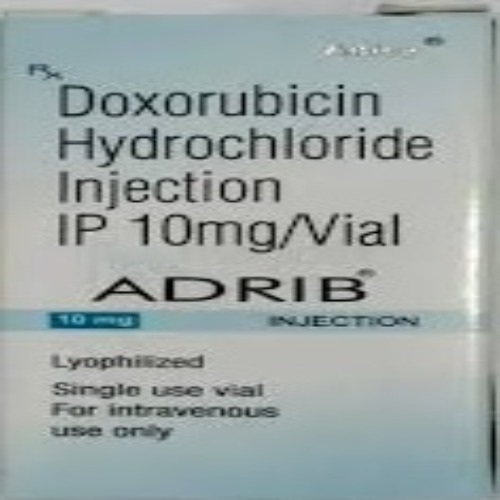 Rx
Doxorubicin
Hydrochloride
Injection
IP 10mg/Vial
ADRIB®
10 mg INJECTION
Lyophilized
Single use vial
For intravenous
use only